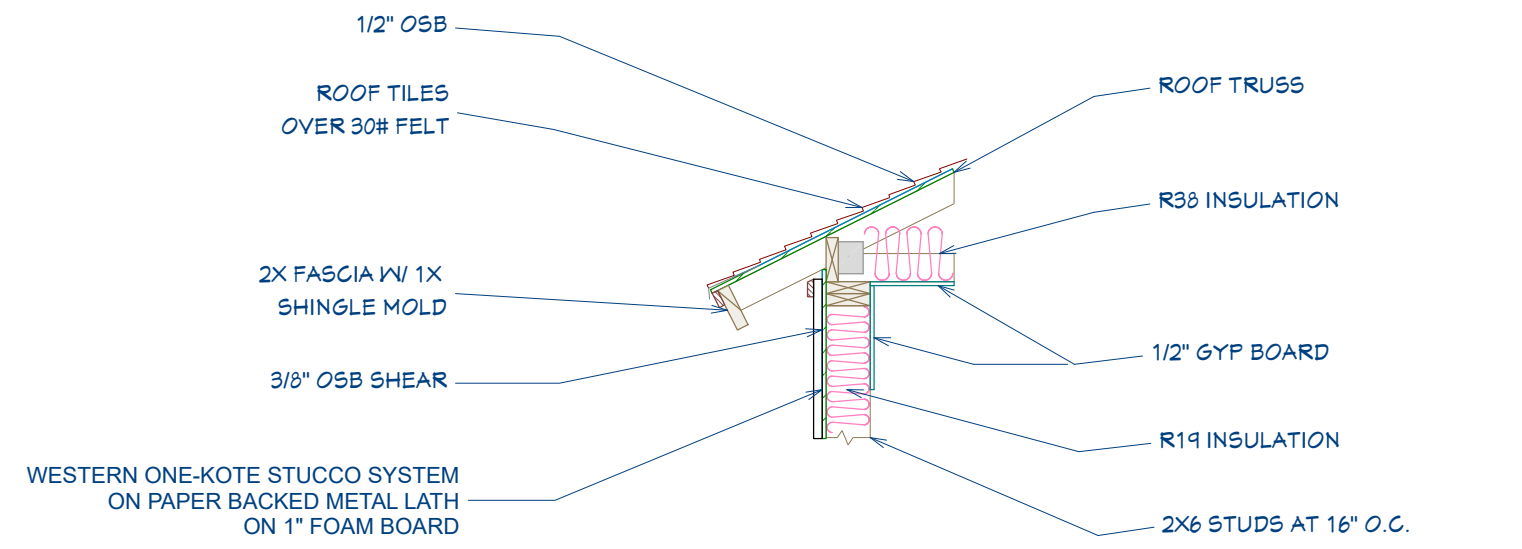 1/2" OSB
ROOF TILES
OVER 30# FELT
2X FASCIA W/ 1X
SHINGLE MOLD
3/8" OSB SHEAR
WESTERN ONE-KOTE STUCCO SYSTEM
ON PAPER BACKED METAL LATH
ON 1" FOAM BOARD
ROOF TRUSS
R38 INSULATION
1/2" GYP BOARD
R19 INSULATION
2X6 STUDS AT 16" O.C.